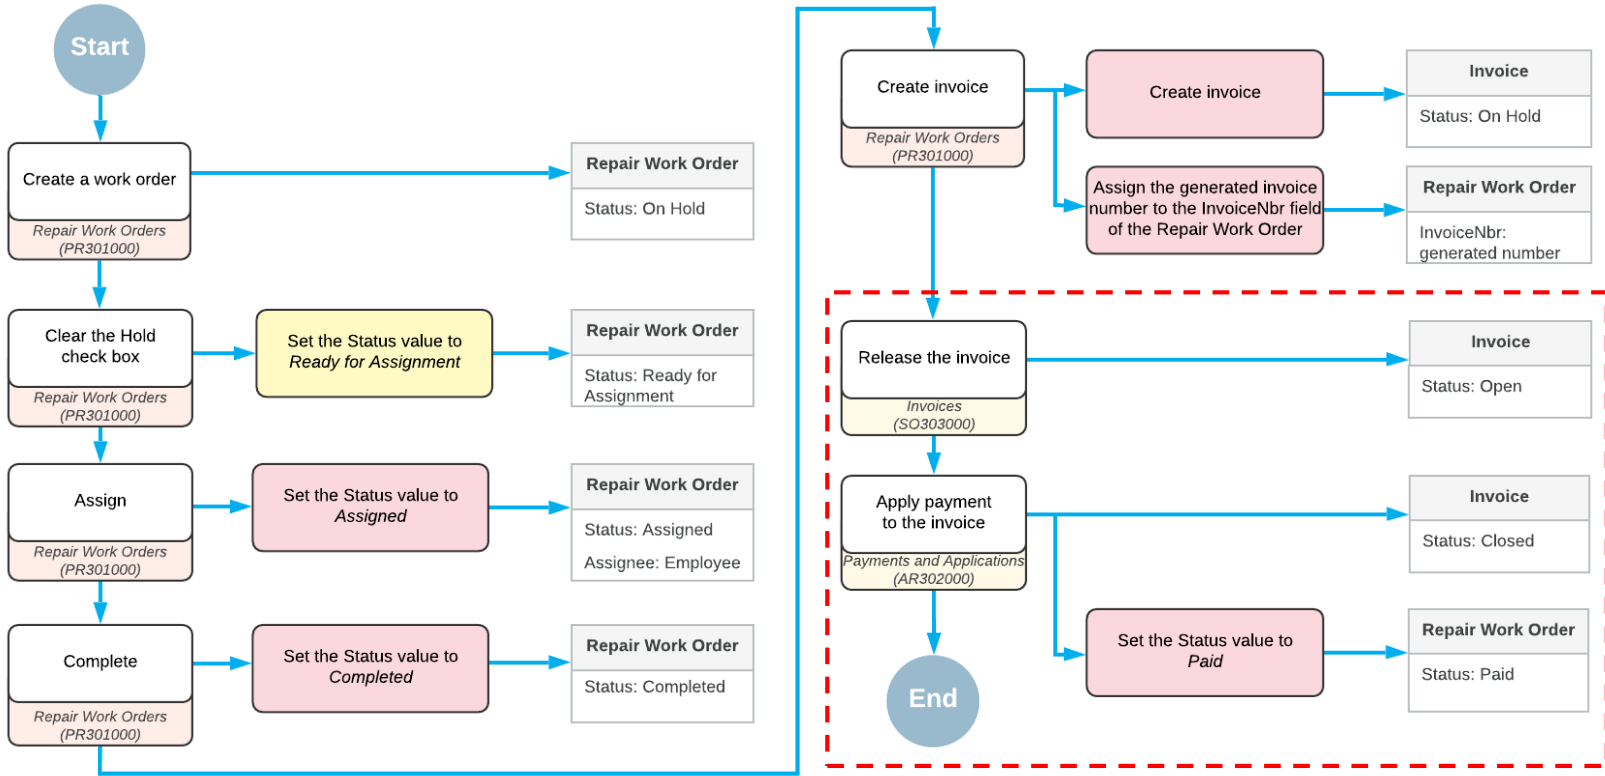 Start
Create a work order
Repair Work Orders
(PR301000)
Repair Work Order
Status: On Hold
Clear the Hold
check box
Repair Work Orders
(PR301000)
Set the Status value to
Ready for Assignment
Repair Work Order
Status: Ready for
Assignment
Assign
Repair Work Orders
(PR301000)
Set the Status value to
Assigned
Repair Work Order
Status: Assigned
Assignee: Employee
Complete
Repair Work Orders
(PR301000)
Set the Status value to
Completed
Repair Work Order
Status: Completed
Create invoice
Repair Work Orders
(PR301000)
Create invoice
Invoice
Status: On Hold
Assign the generated invoice
number to the InvoiceNbr field
of the Repair Work Order
Repair Work Order
InvoiceNbr:
generated number
Release the invoice
Invoices
(SO303000)
Invoice
Status: Open
Apply payment
to the invoice
Payments and Applications
(AR302000)
Invoice
Status: Closed
Set the Status value to
Paid
Repair Work Order
Status: Paid
End